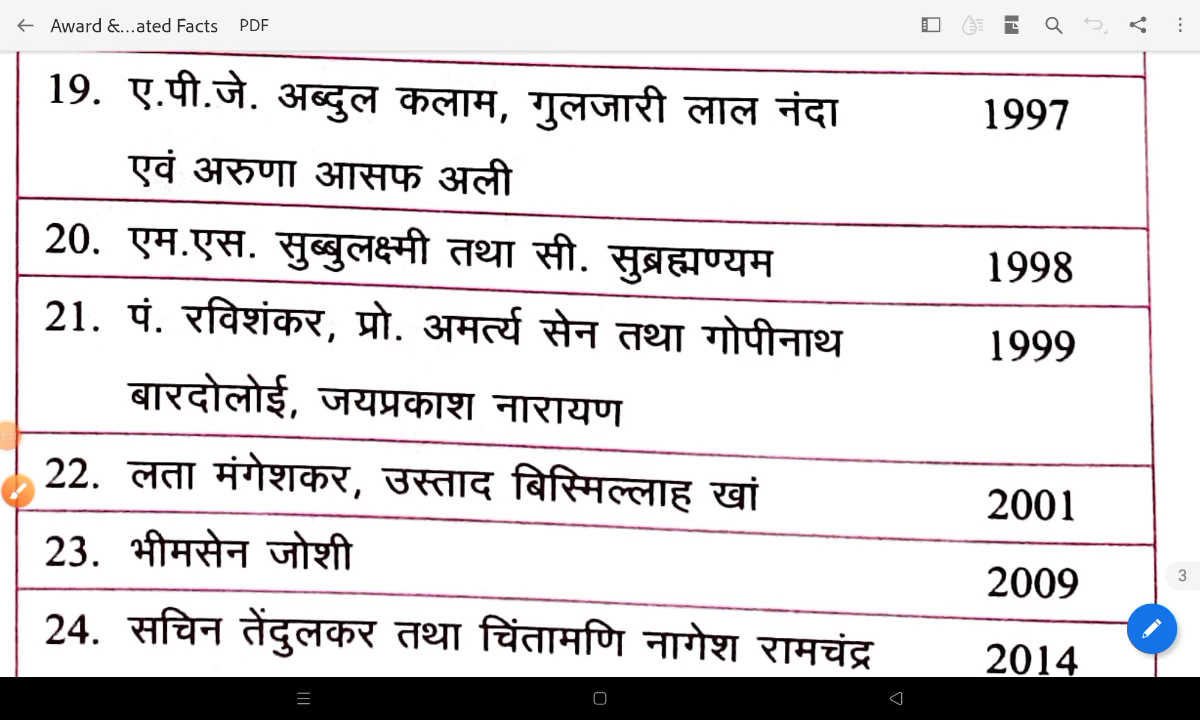 Award &...ated Facts PDF
19. ए.पी.जे. अब्दुल कलाम, गुलजारी लाल नंदा 1997
एवं अरुणा आसफ अली
20. एम.एस. सुब्बुलक्ष्मी तथा सी. सुब्रह्मण्यम 1998
21. पं. रविशंकर, प्रो. अमर्त्य सेन तथा गोपीनाथ 1999
बारदोलोई, जयप्रकाश नारायण
22. लता मंगेशकर, उस्ताद बिस्मिल्लाह खां 2001
23. भीमसेन जोशी 2009
3
24. सचिन तेंदुलकर तथा चिंतामणि नागेश रामचंद्र 2014